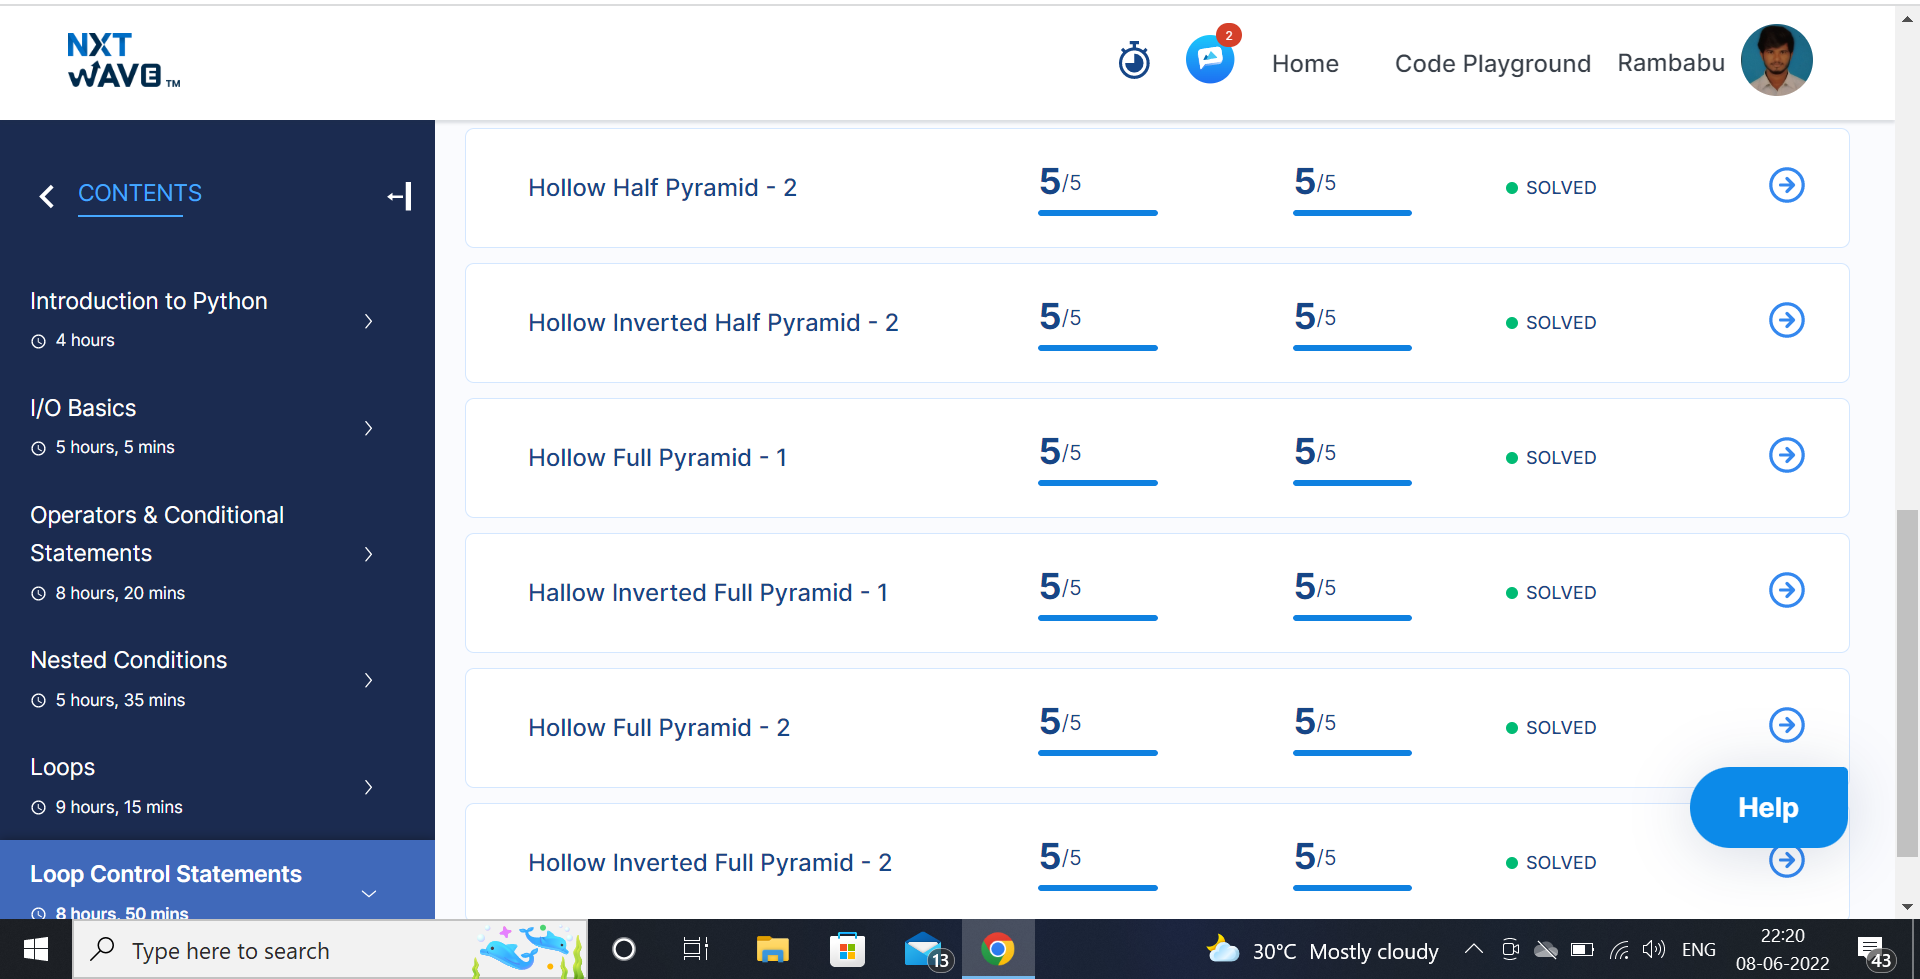 NXT
WAVE TM
2
Home
Code Playground
Rambabu
CONTENTS
Introduction to Python
4 hours
I/O Basics
5 hours, 5 mins
Operators & Conditional
Statements
8 hours, 20 mins
Nested Conditions
5 hours, 35 mins
Loops
9 hours, 15 mins
Loop Control Statements
8 hours, 50 mins
Hollow Half Pyramid - 2 5/5 5/5 SOLVED
Hollow Inverted Half Pyramid - 2 5/5 5/5 SOLVED
Hollow Full Pyramid - 1 5/5 5/5 SOLVED
Hallow Inverted Full Pyramid - 1 5/5 5/5 SOLVED
Hollow Full Pyramid - 2 5/5 5/5 SOLVED
Help
Hollow Inverted Full Pyramid - 2 5/5 5/5 SOLVED
Type here to search
13
30°C Mostly cloudy
ENG
22:20
08-06-2022
43